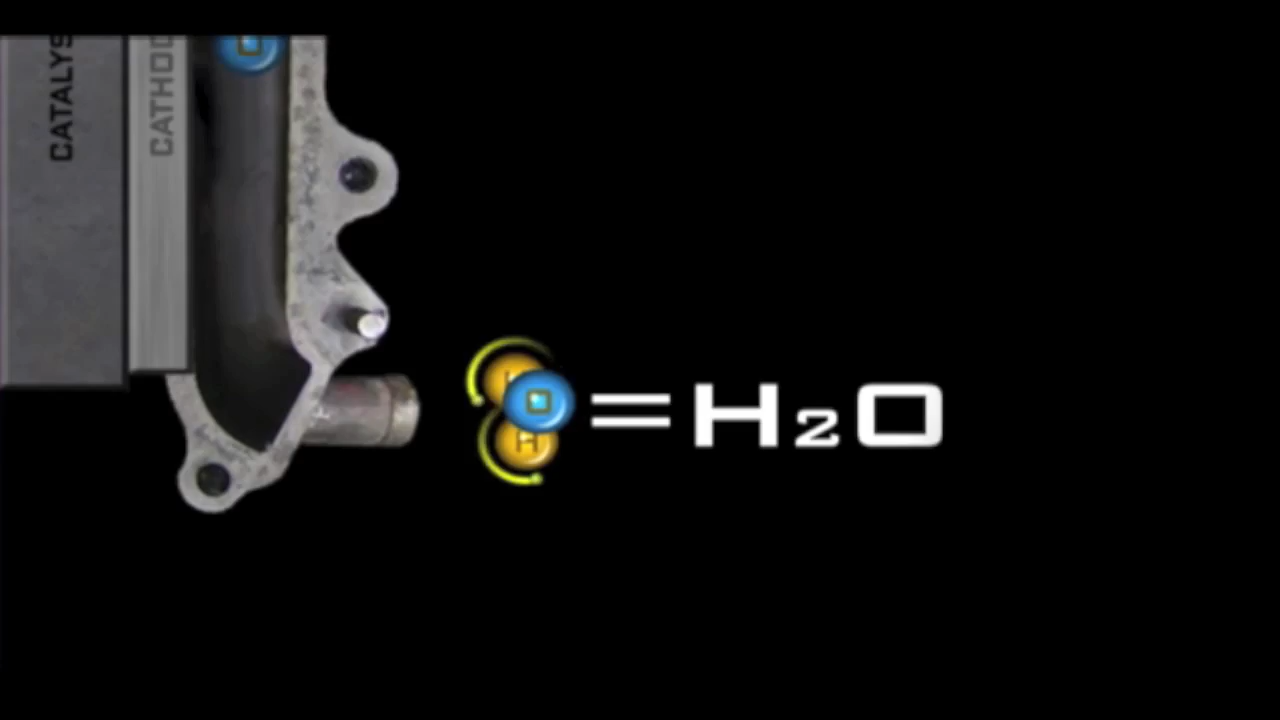 CATALYS
CATHOD
H
O
H
= H₂O